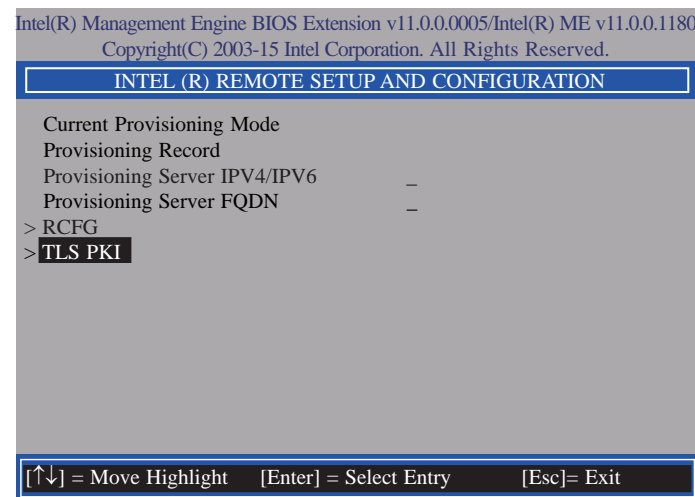 Intel(R) Management Engine BIOS Extension v11.0.0.0005/Intel(R) ME v11.0.0.1180
Copyright(C) 2003-15 Intel Corporation. All Rights Reserved.
INTEL (R) REMOTE SETUP AND CONFIGURATION
Current Provisioning Mode
Provisioning Record
Provisioning Server IPV4/IPV6 _
Provisioning Server FQDN _
> RCFG
> TLS PKI
[↑↓] = Move Highlight [Enter] = Select Entry [Esc]= Exit